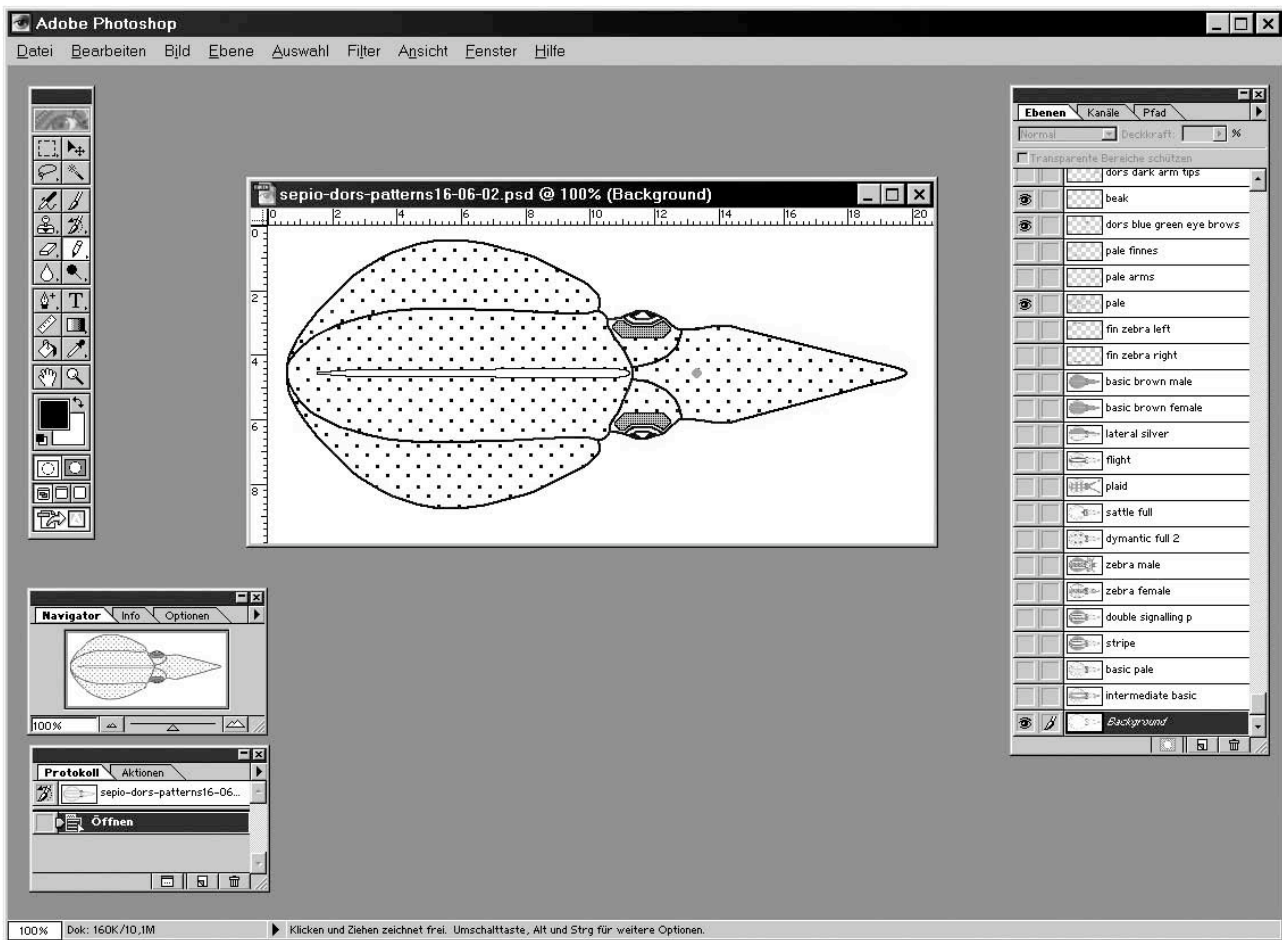 Adobe Photoshop
Datei Bearbeiten Bild Ebene Auswahl Filter Ansicht Fenster Hilfe
sepio-dors-patterns16-06-02.psd @ 100% (Background)
0 2 4 6 8 10 12 14 16 18 20
0
2
4
6
8
T
Navigator Info Optionen
100%
Protokoll Aktionen
sepio-dors-patterns16-06...
Öffnen
Ebenen Kanäle Pfad
Normal Deckkraft: %
Transparente Bereiche schützen
dors dark arm tips
beak
dors blue green eye brows
pale finnes
pale arms
pale
fin zebra left
fin zebra right
basic brown male
basic brown female
lateral silver
flight
plaid
sattle full
dymantic full 2
zebra male
zebra female
double signalling p
stripe
basic pale
intermediate basic
Background
100% Dok: 160K/10,1M Klicken und Ziehen zeichnet frei. Umschalttaste, Alt und Strg für weitere Optionen.